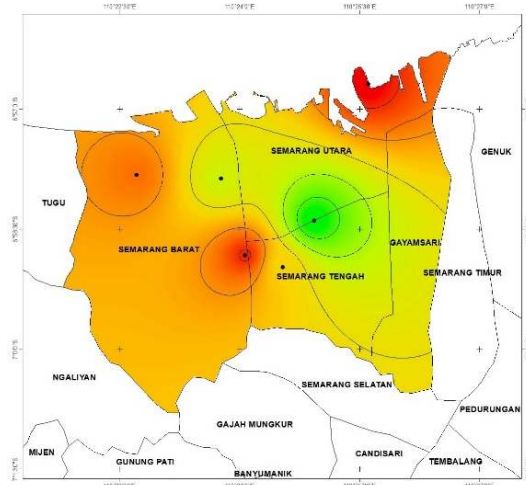 SEMARANG UTARA
GENUK
TUGU
SEMARANG BARAT
GAYAMSARI
SEMARANG TENGAH
SEMARANG TIMUR
NGALIYAN
SEMARANG SELATAN
PEDURUNGAN
GAJAH MUNGKUR
MIJEN
GUNUNG PATI
CANDISARI
TEMBALANG
BANYUMANIK